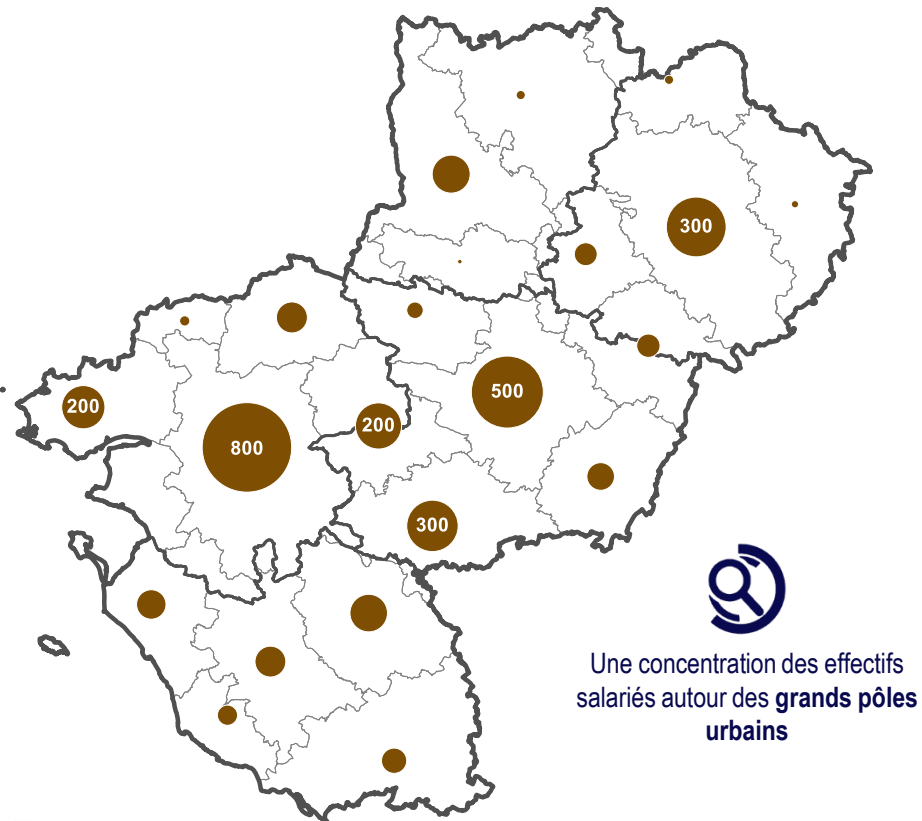 300
200
500
200
800
300
Une concentration des effectifs
salariés autour des grands pôles
urbains